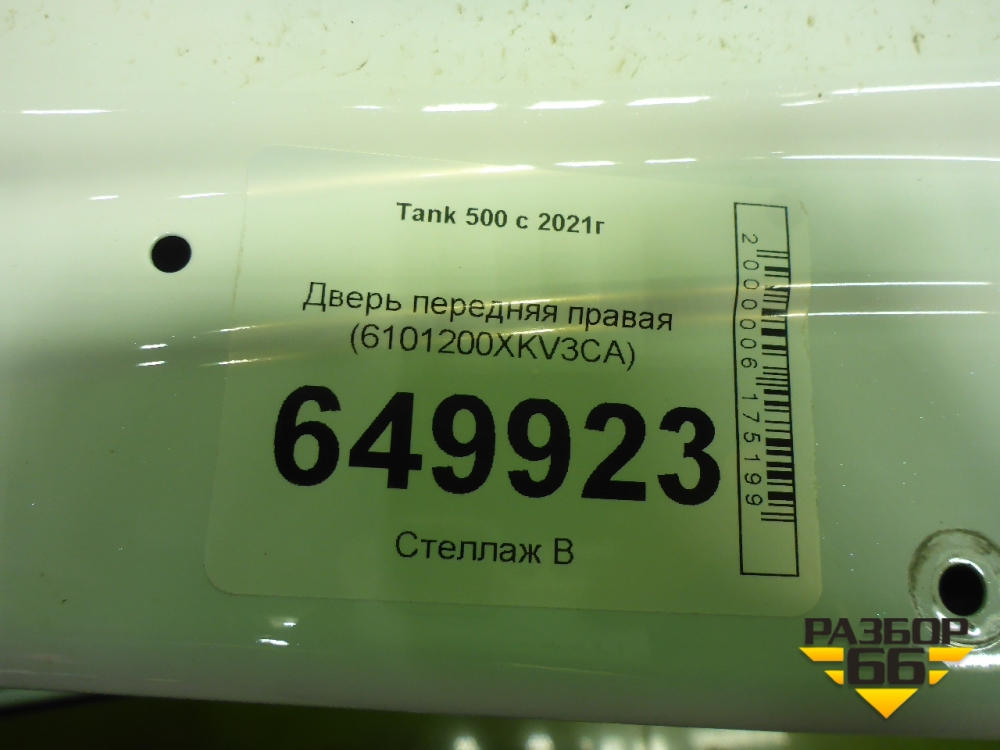 Tank 500 с 2021г
Дверь передняя правая
(6101200XKV3CA)
649923
Стеллаж В
2000006175199
РАЗБОР
66